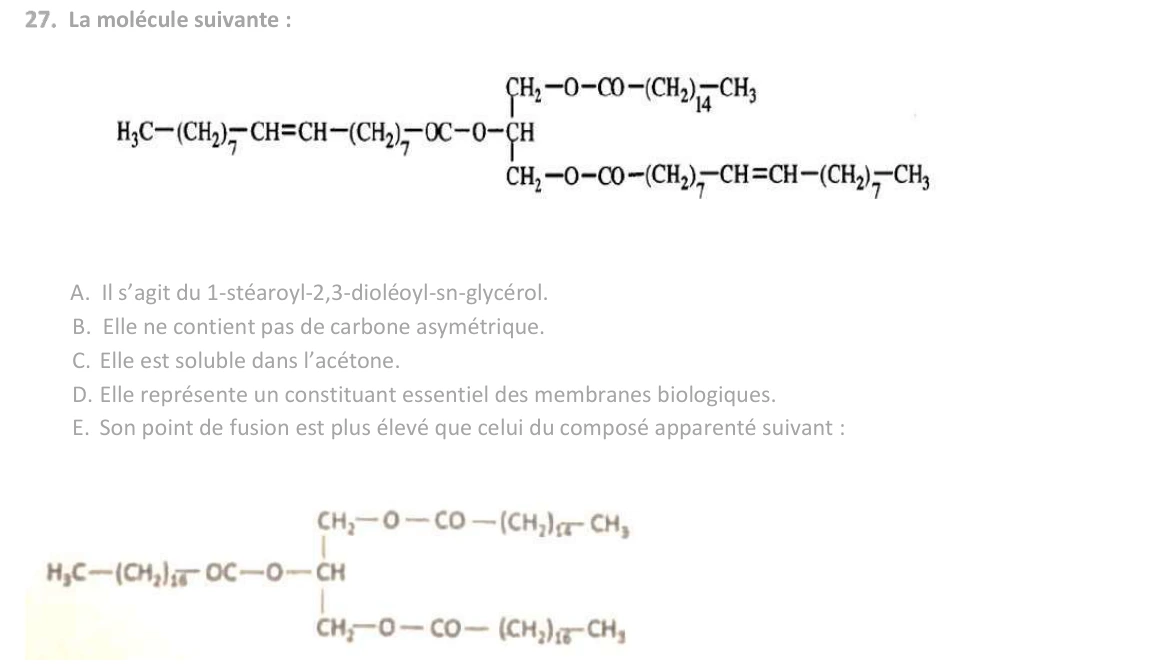 27. La molécule suivante :
CH₂—O—CO—(CH₂)₁₄—CH₃
H₃C—(CH₂)₇—CH=CH—(CH₂)₇—OC—O—CH
CH₂—O—CO—(CH₂)₇—CH=CH—(CH₂)₇—CH₃
A. Il s’agit du 1-stéaroyl-2,3-dioléoyl-sn-glycérol.
B. Elle ne contient pas de carbone asymétrique.
C. Elle est soluble dans l’acétone.
D. Elle représente un constituant essentiel des membranes biologiques.
E. Son point de fusion est plus élevé que celui du composé apparenté suivant :
CH₂—O—CO—(CH₂) CH₃
H₃C—(CH₂)₁₆—OC—O—CH
CH₂—O—CO—(CH₂)₁₆—CH₃